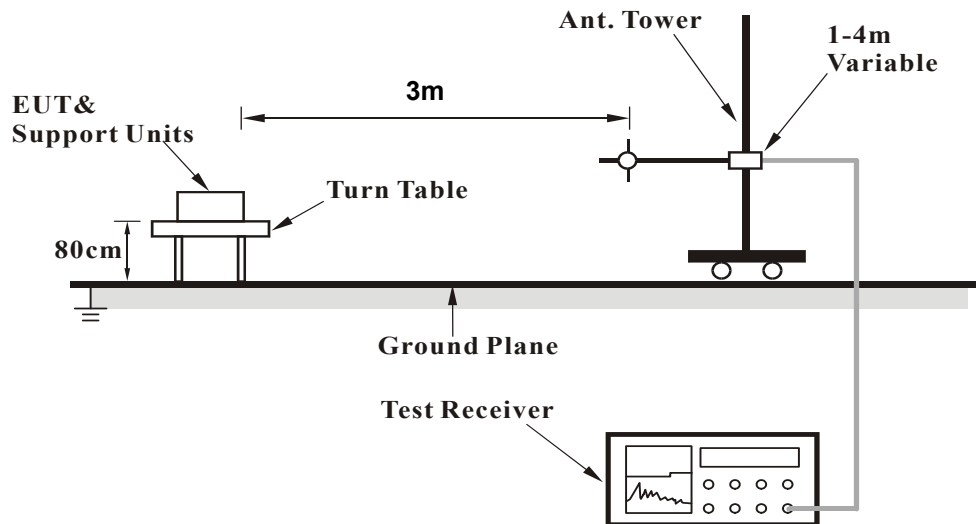 Ant. Tower
1-4m
Variable
3m
EUT&
Support Units
Turn Table
80cm
Ground Plane
Test Receiver